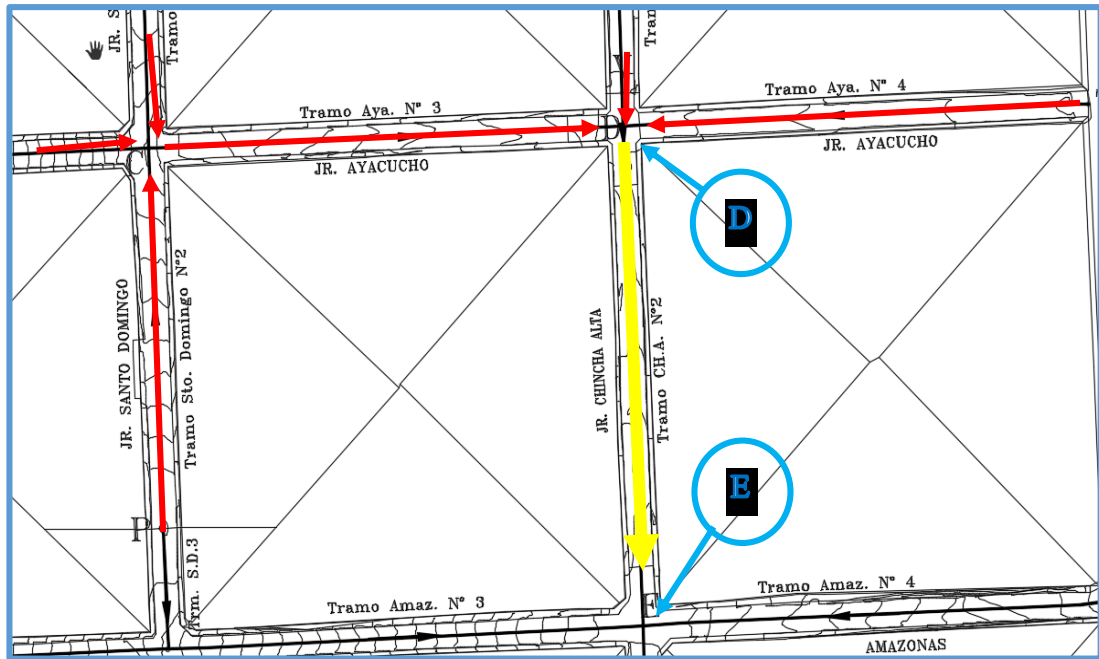 JR. S
Tramo
Tram
Tramo Aya. N° 3
Tramo Aya. N° 4
D
C
JR. AYACUCHO
JR. AYACUCHO
D
JR. SANTO DOMINGO
Tramo Sto. Domingo N°2
JR. CHINCHA ALTA
Tramo CH.A. N°2
E
P
Trm. S.D.3
Tramo Amaz. N° 3
Tramo Amaz. N° 4
E
AMAZONAS